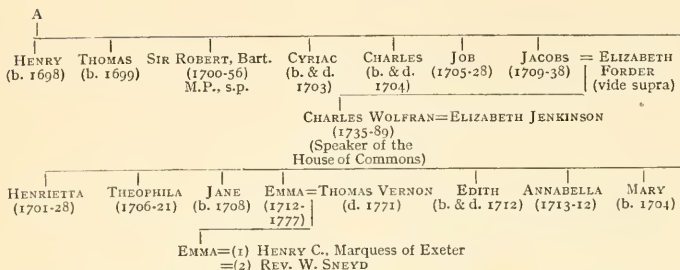 A
HENRY THOMAS SIR ROBERT, Bart. CYRIAC CHARLES JOB JACOBS = ELIZABETH
(b. 1698) (b. 1699) (1700-56) (b. & d. (b. & d. (1705-28) (1709-38) FORDER
M.P., s.p. 1703) 1704) (vide supra)
CHARLES WOLFRAN=ELIZABETH JENKINSON
(1735-89)
(Speaker of the
House of Commons)
HENRIETTA THEOPHILA JANE EMMA=THOMAS VERNON EDITH ANNABELLA MARY
(1701-28) (1706-21) (b. 1708) (1712- (d. 1771) (b. & d. 1712) (1713-12) (b. 1704)
1777)
EMMA=(1) HENRY C., Marquess of Exeter
=(2) REV. W. SNEYD